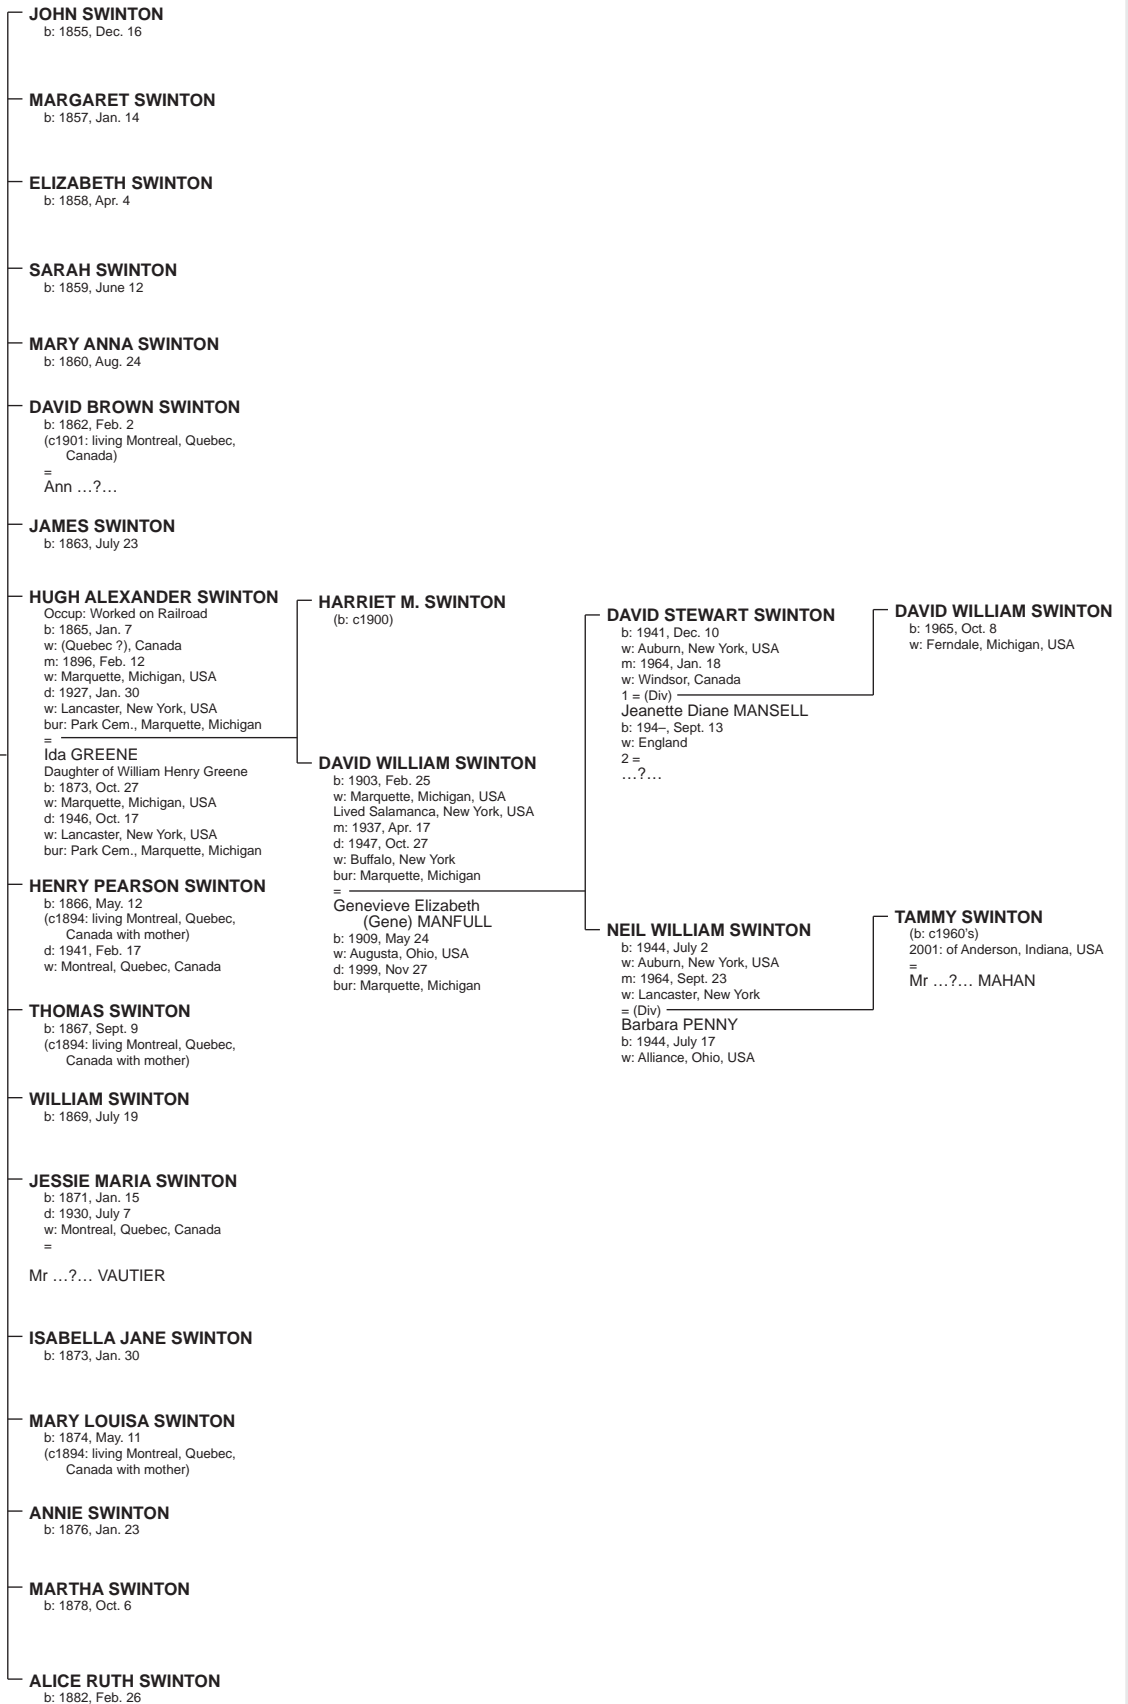 JOHN SWINTON
b: 1855, Dec. 16
MARGARET SWINTON
b: 1857, Jan. 14
ELIZABETH SWINTON
b: 1858, Apr. 4
SARAH SWINTON
b: 1859, June 12
MARY ANNA SWINTON
b: 1860, Aug. 24
DAVID BROWN SWINTON
b: 1862, Feb. 2
(c1901: living Montreal, Quebec,
Canada)
=
Ann …?…
JAMES SWINTON
b: 1863, July 23
HUGH ALEXANDER SWINTON
Occup: Worked on Railroad
b: 1865, Jan. 7
w: (Quebec ?), Canada
m: 1896, Feb. 12
w: Marquette, Michigan, USA
d: 1927, Jan. 30
w: Lancaster, New York, USA
bur: Park Cem., Marquette, Michigan
=
Ida GREENE
Daughter of William Henry Greene
b: 1873, Oct. 27
w: Marquette, Michigan, USA
d: 1946, Oct. 17
w: Lancaster, New York, USA
bur: Park Cem., Marquette, Michigan
HENRY PEARSON SWINTON
b: 1866, May. 12
(c1894: living Montreal, Quebec,
Canada with mother)
d: 1941, Feb. 17
w: Montreal, Quebec, Canada
THOMAS SWINTON
b: 1867, Sept. 9
(c1894: living Montreal, Quebec,
Canada with mother)
WILLIAM SWINTON
b: 1869, July 19
JESSIE MARIA SWINTON
b: 1871, Jan. 15
d: 1930, July 7
w: Montreal, Quebec, Canada
=
Mr …?… VAUTIER
ISABELLA JANE SWINTON
b: 1873, Jan. 30
MARY LOUISA SWINTON
b: 1874, May. 11
(c1894: living Montreal, Quebec,
Canada with mother)
ANNIE SWINTON
b: 1876, Jan. 23
MARTHA SWINTON
b: 1878, Oct. 6
ALICE RUTH SWINTON
b: 1882, Feb. 26
HARRIET M. SWINTON
(b: c1900)
DAVID WILLIAM SWINTON
b: 1903, Feb. 25
w: Marquette, Michigan, USA
Lived Salamanca, New York, USA
m: 1937, Apr. 17
d: 1947, Oct. 27
w: Buffalo, New York
bur: Marquette, Michigan
=
Genevieve Elizabeth
(Gene) MANFULL
b: 1909, May 24
w: Augusta, Ohio, USA
d: 1999, Nov 27
bur: Marquette, Michigan
DAVID STEWART SWINTON
b: 1941, Dec. 10
w: Auburn, New York, USA
m: 1964, Jan. 18
w: Windsor, Canada
1 = (Div)
Jeanette Diane MANSELL
b: 194–, Sept. 13
w: England
2 =
…?…
NEIL WILLIAM SWINTON
b: 1944, July 2
w: Auburn, New York, USA
m: 1964, Sept. 23
w: Lancaster, New York
= (Div)
Barbara PENNY
b: 1944, July 17
w: Alliance, Ohio, USA
DAVID WILLIAM SWINTON
b: 1965, Oct. 8
w: Ferndale, Michigan, USA
TAMMY SWINTON
(b: c1960's)
2001: of Anderson, Indiana, USA
=
Mr …?… MAHAN